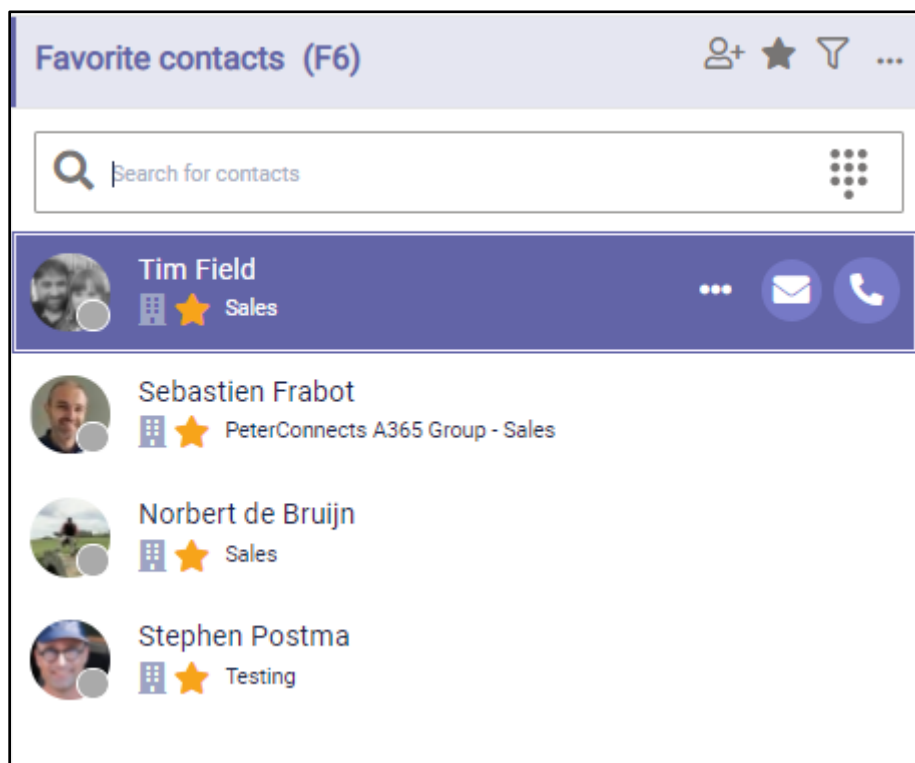 Favorite contacts (F6)
Search for contacts
Tim Field
Sales
Sebastien Frabot
PeterConnects A365 Group - Sales
Norbert de Bruijn
Sales
Stephen Postma
Testing